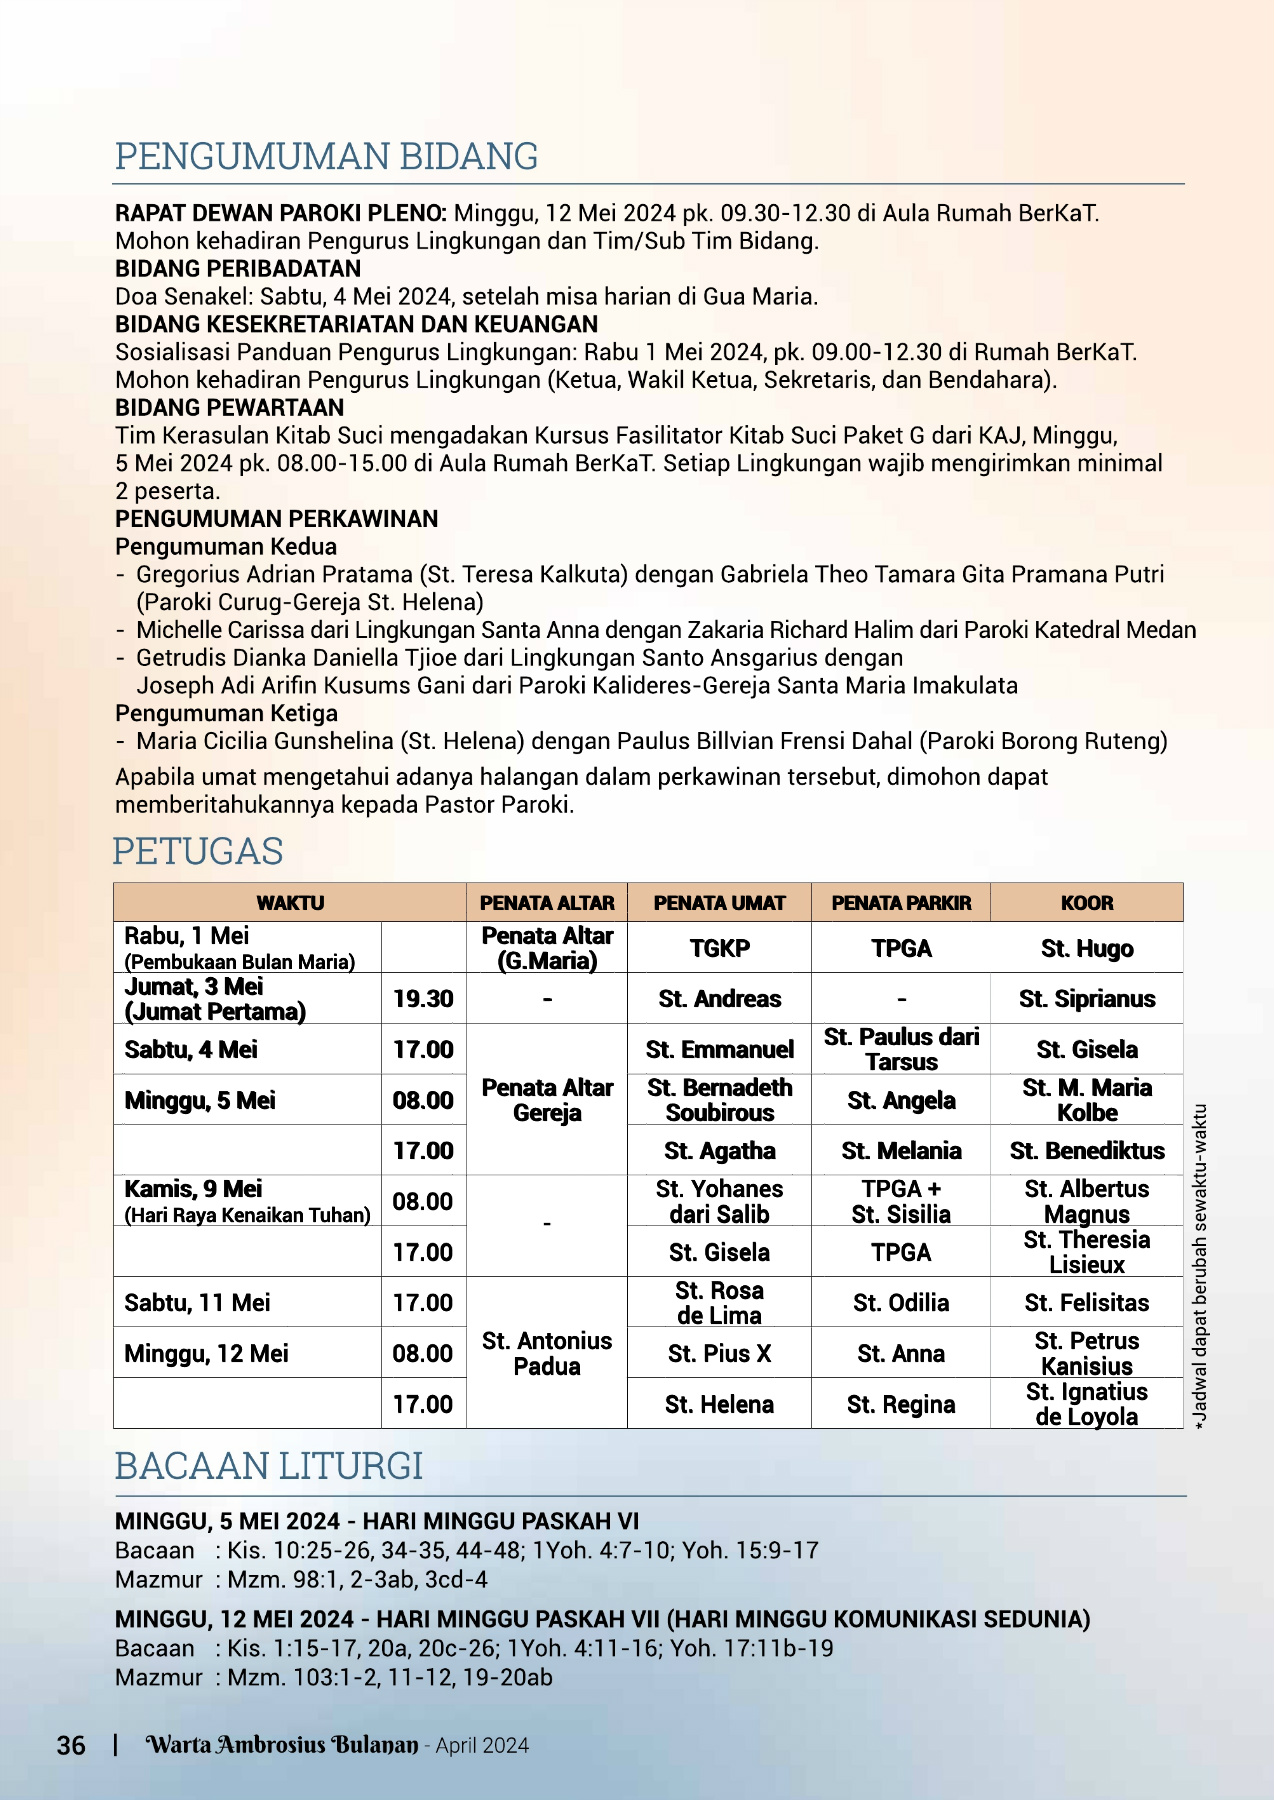 PENGUMUMAN BIDANG
RAPAT DEWAN PAROKI PLENO: Minggu, 12 Mei 2024 pk. 09.30-12.30 di Aula Rumah BerKaT.
Mohon kehadiran Pengurus Lingkungan dan Tim/Sub Tim Bidang.
BIDANG PERIBADATAN
Doa Senakel: Sabtu, 4 Mei 2024, setelah misa harian di Gua Maria.
BIDANG KESEKRETARIATAN DAN KEUANGAN
Sosialisasi Panduan Pengurus Lingkungan: Rabu 1 Mei 2024, pk. 09.00-12.30 di Rumah BerKaT.
Mohon kehadiran Pengurus Lingkungan (Ketua, Wakil Ketua, Sekretaris, dan Bendahara).
BIDANG PEWARTAAN
Tim Kerasulan Kitab Suci mengadakan Kursus Fasilitator Kitab Suci Paket G dari KAJ, Minggu,
5 Mei 2024 pk. 08.00-15.00 di Aula Rumah BerKaT. Setiap Lingkungan wajib mengirimkan minimal
2 peserta.
PENGUMUMAN PERKAWINAN
Pengumuman Kedua
- Gregorius Adrian Pratama (St. Teresa Kalkuta) dengan Gabriela Theo Tamara Gita Pramana Putri
(Paroki Curug-Gereja St. Helena)
- Michelle Carissa dari Lingkungan Santa Anna dengan Zakaria Richard Halim dari Paroki Katedral Medan
- Getrudis Dianka Daniella Tjioe dari Lingkungan Santo Ansgarius dengan
Joseph Adi Arifin Kusums Gani dari Paroki Kalideres-Gereja Santa Maria Imakulata
Pengumuman Ketiga
- Maria Cicilia Gunshelina (St. Helena) dengan Paulus Billvian Frensi Dahal (Paroki Borong Ruteng)
Apabila umat mengetahui adanya halangan dalam perkawinan tersebut, dimohon dapat
memberitahukannya kepada Pastor Paroki.
PETUGAS
WAKTU PENATA ALTAR PENATA UMAT PENATA PARKIR KOOR
Rabu, 1 Mei
(Pembukaan Bulan Maria)
Penata Altar
(G.Maria)
TGKP TPGA St. Hugo
Jumat, 3 Mei
(Jumat Pertama)
19.30 - St. Andreas - St. Siprianus
Sabtu, 4 Mei 17.00
Penata Altar
Gereja
St. Emmanuel
St. Paulus dari
Tarsus
St. Gisela
Minggu, 5 Mei 08.00
St. Bernadeth
Soubirous
St. Angela
St. M. Maria
Kolbe
17.00 St. Agatha St. Melania St. Benediktus
Kamis, 9 Mei
(Hari Raya Kenaikan Tuhan)
08.00
-
St. Yohanes
dari Salib
TPGA +
St. Sisilia
St. Albertus
Magnus
17.00 St. Gisela TPGA
St. Theresia
Lisieux
Sabtu, 11 Mei 17.00
St. Antonius
Padua
St. Rosa
de Lima
St. Odilia St. Felisitas
Minggu, 12 Mei 08.00 St. Pius X St. Anna
St. Petrus
Kanisius
17.00 St. Helena St. Regina
St. Ignatius
de Loyola
*Jadwal dapat berubah sewaktu-waktu
BACAAN LITURGI
MINGGU, 5 MEI 2024 - HARI MINGGU PASKAH VI
Bacaan : Kis. 10:25-26, 34-35, 44-48; 1Yoh. 4:7-10; Yoh. 15:9-17
Mazmur : Mzm. 98:1, 2-3ab, 3cd-4
MINGGU, 12 MEI 2024 - HARI MINGGU PASKAH VII (HARI MINGGU KOMUNIKASI SEDUNIA)
Bacaan : Kis. 1:15-17, 20a, 20c-26; 1Yoh. 4:11-16; Yoh. 17:11b-19
Mazmur : Mzm. 103:1-2, 11-12, 19-20ab
36 | Warta Ambrosius Bulanan - April 2024